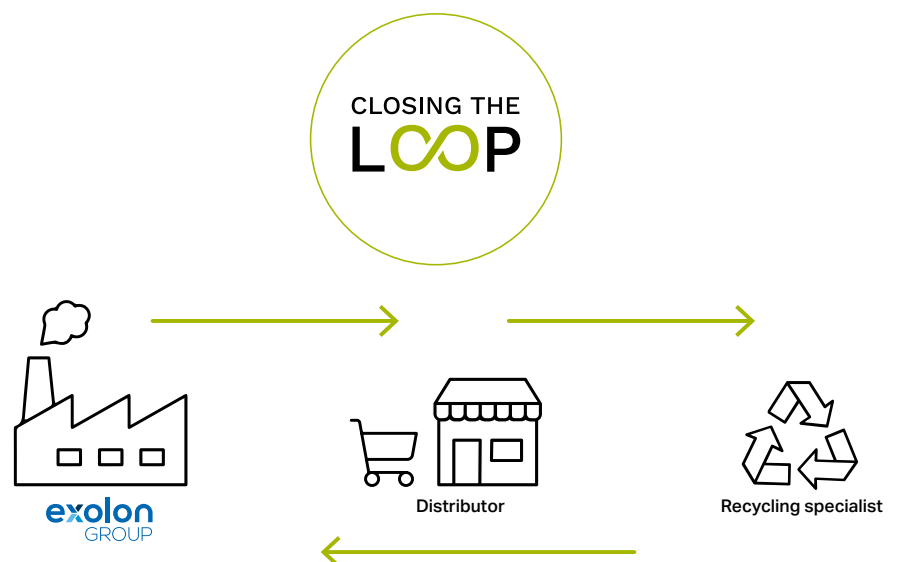 CLOSING THE
LOOP
exolon
GROUP
Distributor
Recycling specialist